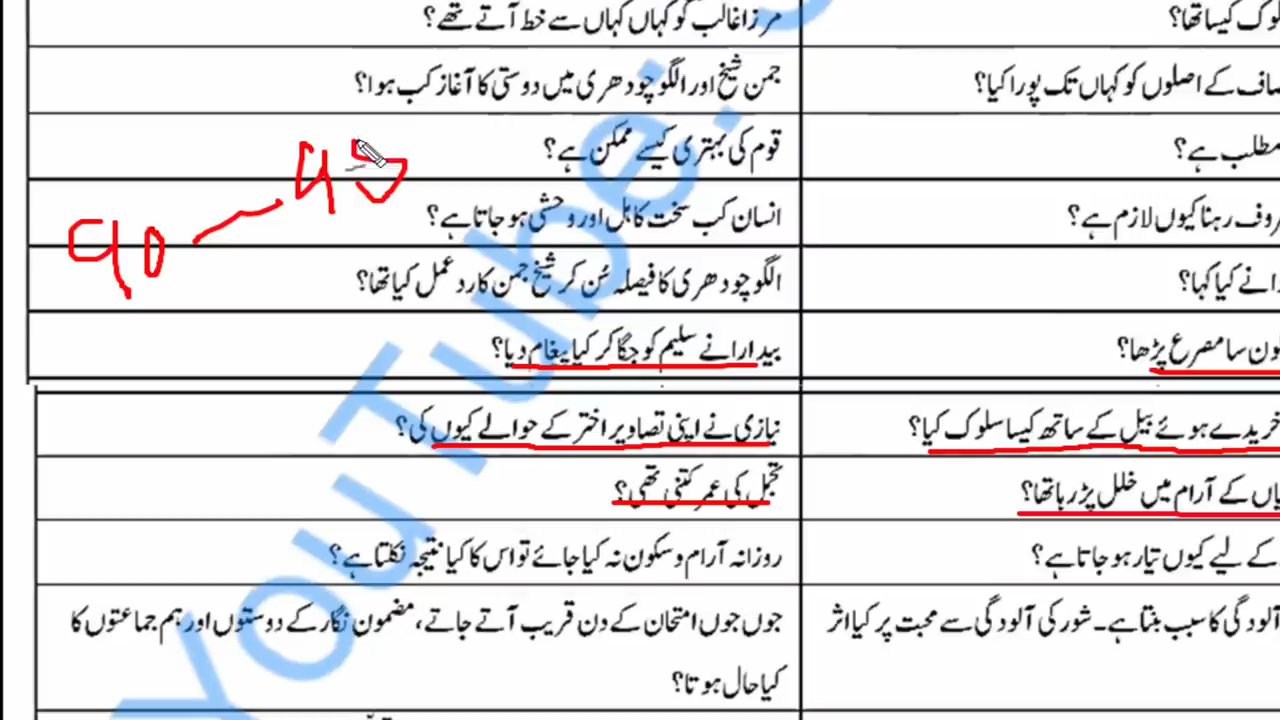 لوک کیسا تھا؟
مرزا غالب کو کہاں کہاں سے خط آتے تھے؟
صاف کے اصلوں کو کہاں تک پورا کیا؟
جمن شیخ اور الگو چودھری میں دوستی کا آغاز کب ہوا؟
مطلب ہے؟
قوم کی بہتری کیسے ممکن ہے؟
روف رہنا کیوں لازم ہے؟
انسان کب سخت کاہل اور وحشی ہو جاتا ہے؟
انے کیا کہا؟
الگو چودھری کا فیصلہ سُن کر شیخ جمن کا ردِ عمل کیا تھا؟
ون سا مصرع پڑھا؟
بیدارا نے سلیم کو جگا کر کیا پیغام دیا؟
خریدے ہوئے بیل کے ساتھ کیسا سلوک کیا؟
نیازی نے اپنی تصاویر اختر کے حوالے کیوں کی؟
یاں کے آرام میں خلل پڑ رہا تھا؟
تجمل کی عمر کتنی تھی؟
کے لیے کیوں تیار ہو جاتا ہے؟
روزانہ آرام و سکون نہ کیا جائے تو اس کا کیا نتیجہ نکلتا ہے؟
آلودگی کا سبب بنتا ہے۔ شور کی آلودگی سے محبت پر کیا اثر
جوں جوں امتحان کے دن قریب آتے جاتے، مضمون نگار کے دوستوں اور ہم جماعتوں کا
کیا حال ہوتا؟
90
95
YouTube: